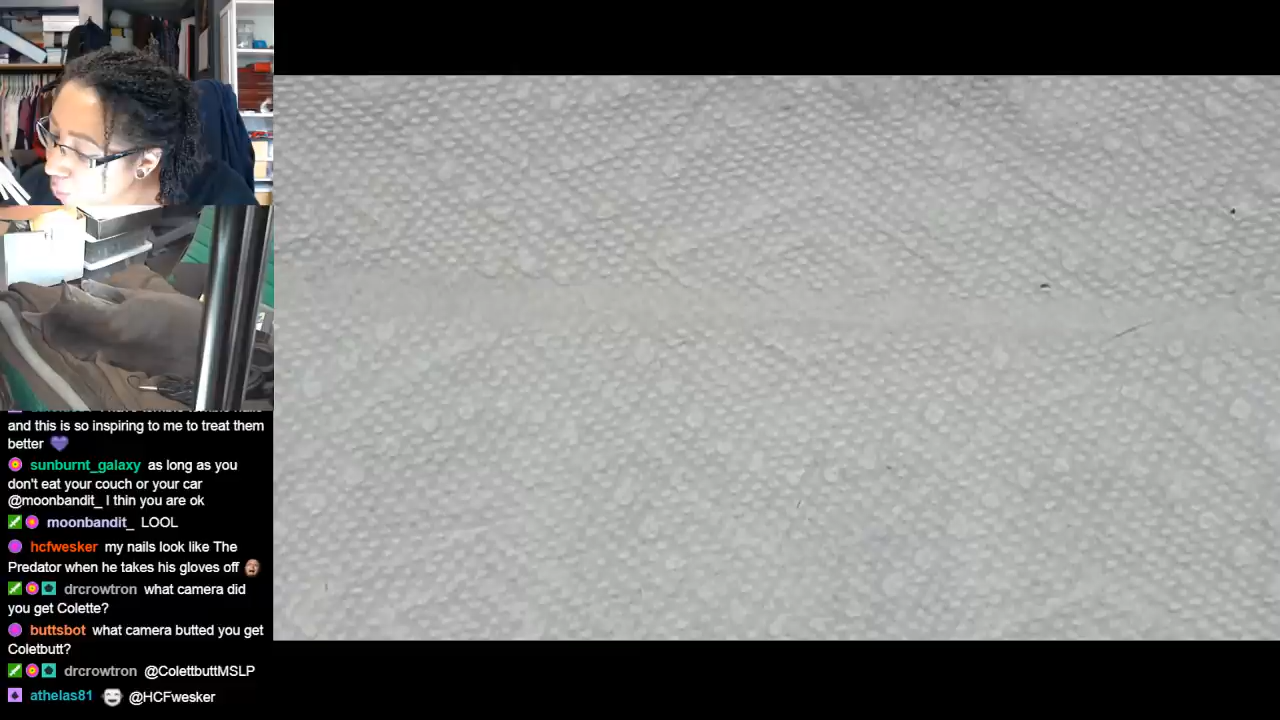 and this is so inspiring to me to treat them
better
sunburnt_galaxy as long as you
don't eat your couch or your car
@moonbandit_ I thin you are ok
moonbandit_ LOOL
hcfwesker my nails look like The
Predator when he takes his gloves off
drcrowtron what camera did
you get Colette?
buttsbot what camera butted you get
Coletbutt?
drcrowtron @ColettbuttMSLP
athelas81 @HCFwesker